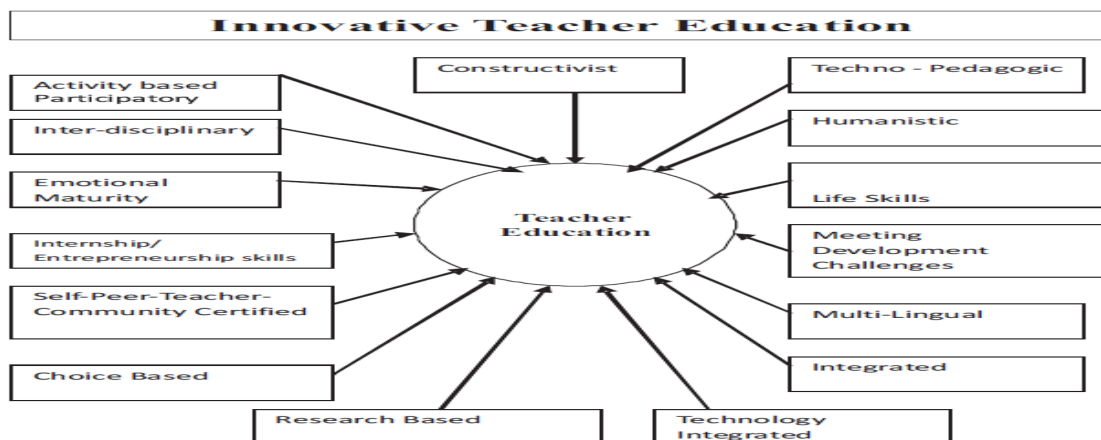 Innovative Teacher Education
Constructivist
Techno - Pedagogic
Activity based
Participatory
Humanistic
Inter-disciplinary
Emotional
Maturity
Life Skills
Teacher
Education
Meeting
Development
Challenges
Internship/
Entrepreneurship skills
Self-Peer-Teacher-
Community Certified
Multi-Lingual
Choice Based
Integrated
Research Based
Technology
Integrated